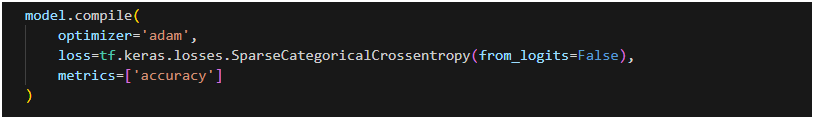 model.compile(
    optimizer='adam',
    loss=tf.keras.losses.SparseCategoricalCrossentropy(from_logits=False),
    metrics=['accuracy']
)